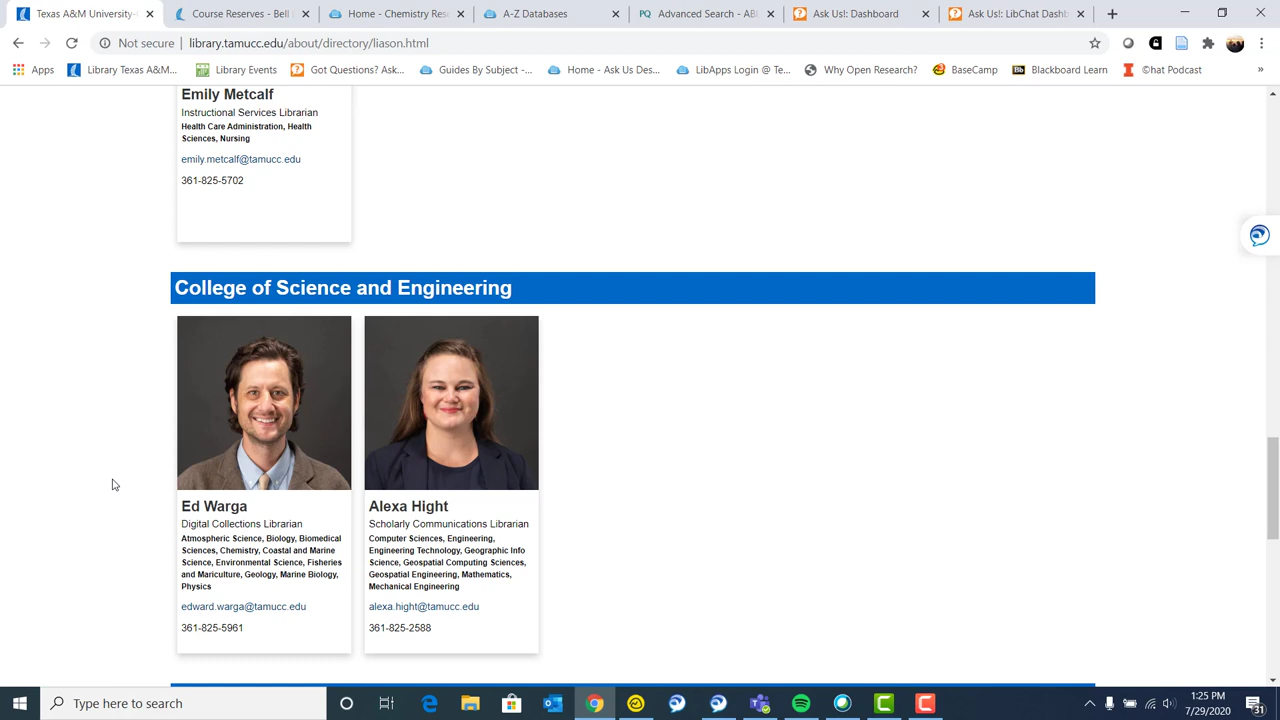 Texas A&M University-
Course Reserves - Bell L
Home - Chemistry Res
A-Z Databases
PQ Advanced Search - ABI
Ask Us!: Dashboard
Ask Us!: LibChat Dashb
Not secure library.tamucc.edu/about/directory/liason.html
Apps
Library Texas A&M...
Library Events
Got Questions? Ask...
Guides By Subject -...
Home - Ask Us Des...
LibApps Login @ Te...
Why Open Research?
BaseCamp
Bb Blackboard Learn
©hat Podcast
»
Emily Metcalf
Instructional Services Librarian
Health Care Administration, Health
Sciences, Nursing
emily.metcalf@tamucc.edu
361-825-5702
College of Science and Engineering
Ed Warga
Digital Collections Librarian
Atmospheric Science, Biology, Biomedical
Sciences, Chemistry, Coastal and Marine
Science, Environmental Science, Fisheries
and Mariculture, Geology, Marine Biology,
Physics
edward.warga@tamucc.edu
361-825-5961
Alexa Hight
Scholarly Communications Librarian
Computer Sciences, Engineering,
Engineering Technology, Geographic Info
Science, Geospatial Computing Sciences,
Geospatial Engineering, Mathematics,
Mechanical Engineering
alexa.hight@tamucc.edu
361-825-2588
Type here to search
1:25 PM
7/29/2020
31